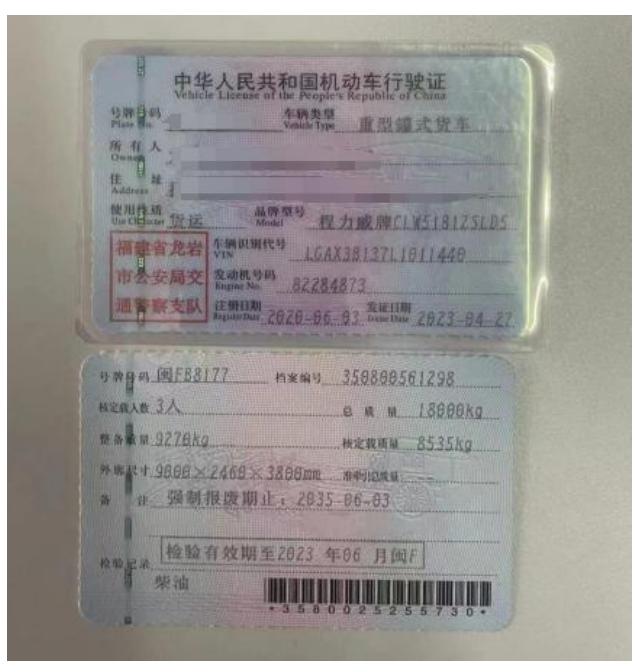 中华人民共和国机动车行驶证
Vehicle License of the People's Republic of China
号牌号码 车辆类型 重型罐式货车
Plate No. Vehicle Type
所有人
Owner
住址
Address
使用性质 货运 品牌型号 程力威牌CLW5181ZSLD5
Use Character Model
福建省龙岩市公安局交通警察支队
车辆识别代号 LGAX3B137L1011440
VIN
发动机号码 82284873
Engine No.
注册日期 2020-06-03 发证日期 2023-04-27
Register Date Issue Date
号牌号码 闽FB8177 档案编号 350800561298
核定载人数 3人 总质量 18000kg
整备质量 9270kg 核定载质量 8535kg
外廓尺寸 9000×2460×3800mm 准牵引总质量 --
备注 强制报废期止：2035-06-03
检验记录 检验有效期至2023年06月闽F
柴油
*3580025255730*